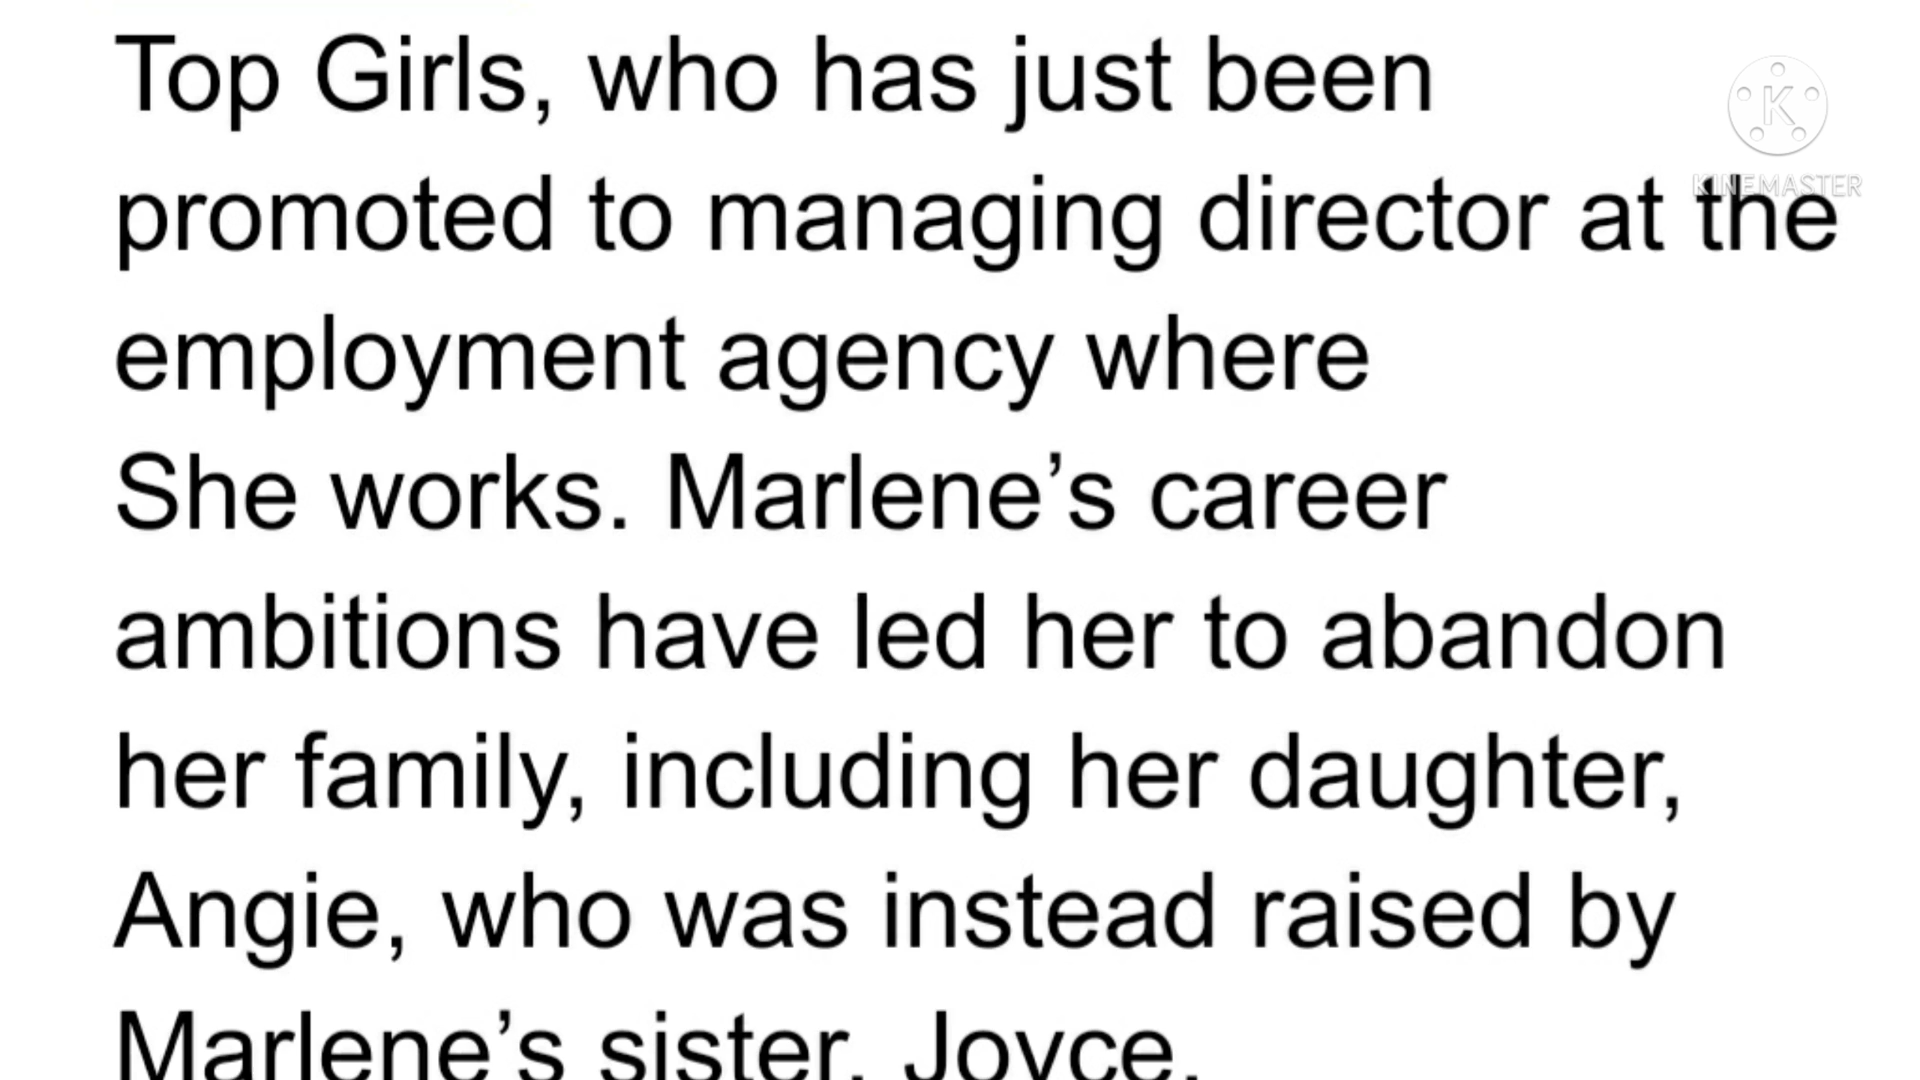 Top Girls, who has just been
KINEMASTER
promoted to managing director at the
employment agency where
She works. Marlene’s career
ambitions have led her to abandon
her family, including her daughter,
Angie, who was instead raised by
Marlene’s sister, Joyce.